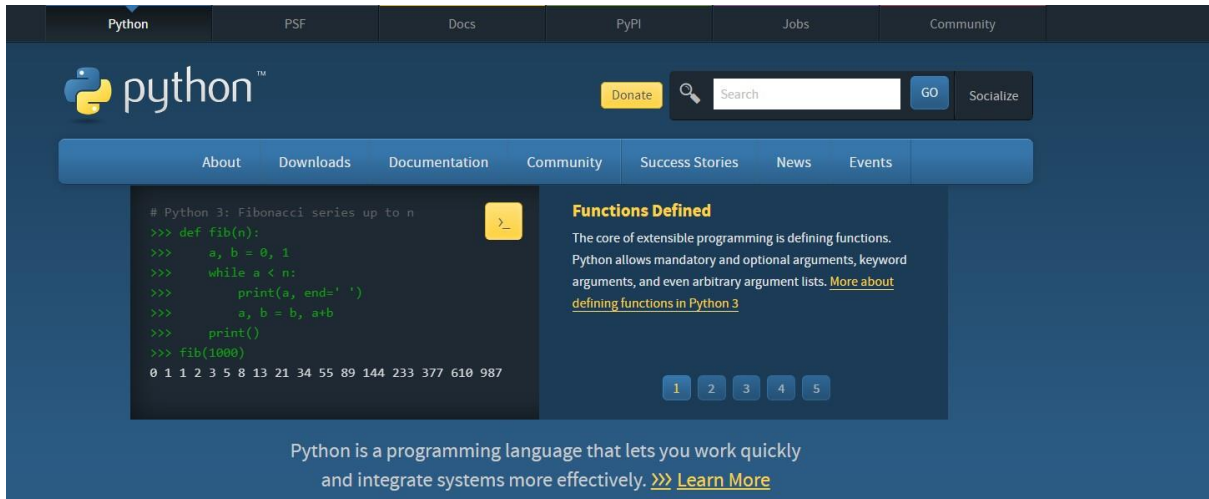 Python PSF Docs PyPI Jobs Community
python™
Donate Search GO Socialize
About Downloads Documentation Community Success Stories News Events
# Python 3: Fibonacci series up to n
>>> def fib(n):
>>>     a, b = 0, 1
>>>     while a < n:
>>>         print(a, end=' ')
>>>         a, b = b, a+b
>>>     print()
>>> fib(1000)
0 1 1 2 3 5 8 13 21 34 55 89 144 233 377 610 987
>_
Functions Defined
The core of extensible programming is defining functions.
Python allows mandatory and optional arguments, keyword
arguments, and even arbitrary argument lists. More about
defining functions in Python 3
1 2 3 4 5
Python is a programming language that lets you work quickly
and integrate systems more effectively. >>> Learn More